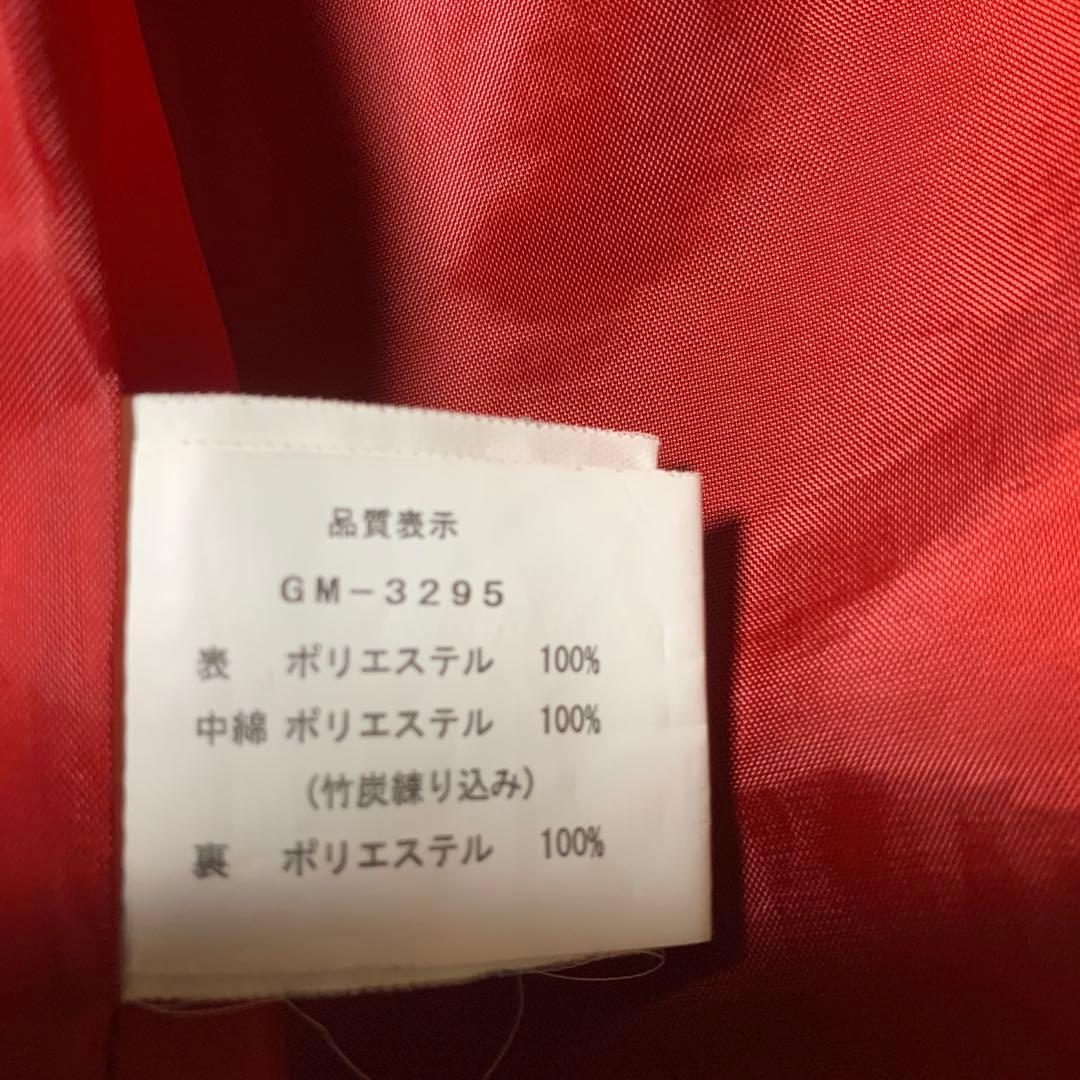 品質表示
GM-3295
表 ポリエステル 100%
中綿 ポリエステル 100%
(竹炭練り込み)
裏 ポリエステル 100%